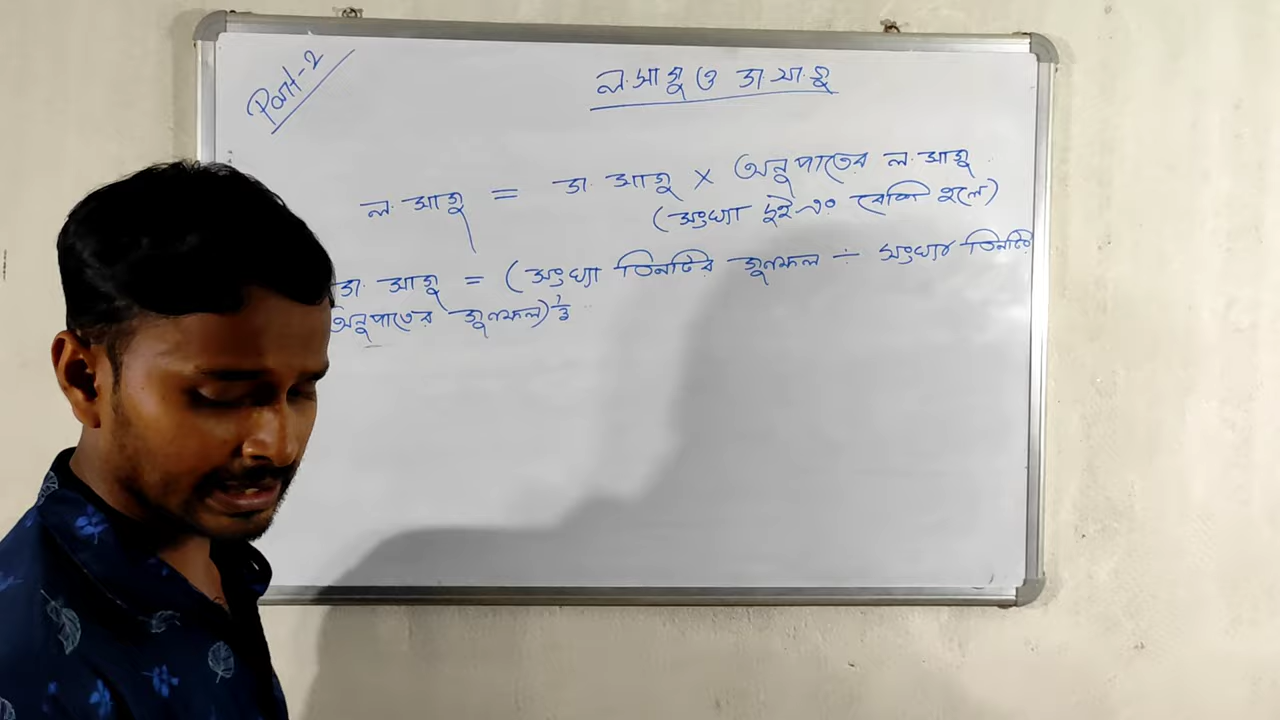 Part-2
ল.সা.গু ও গ.সা.গু
ল. সাগু = গ. সাগু × অনুপাতের ল. সাগু
(সংখ্যা দুই-এর বেশি হলে)
গ. সাগু = (সংখ্যা তিনটির গুণফল ÷ সংখ্যার তিনটির
অনুপাতের গুণফল)^1/3